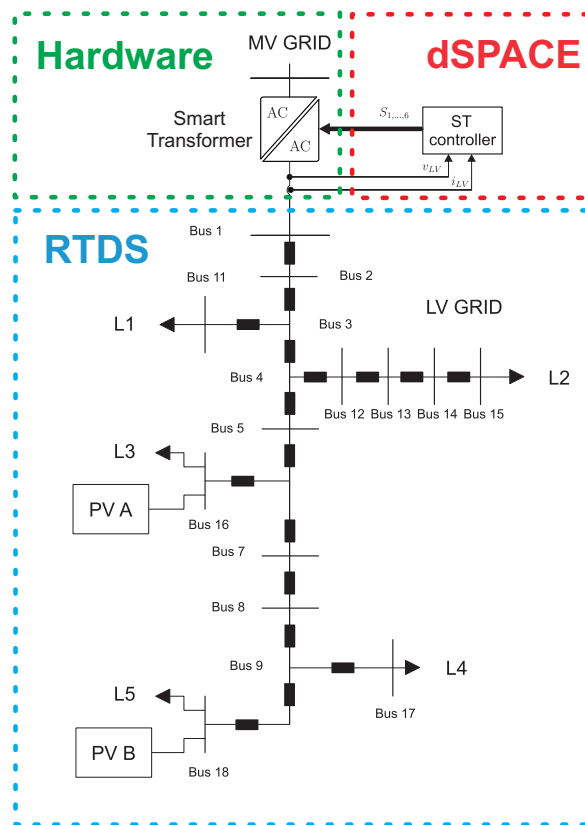 Hardware
dSPACE
MV GRID
Smart
Transformer
AC
AC
S1,...,6
ST
controller
vLV
iLV
RTDS
Bus 1
Bus 11
Bus 2
LV GRID
L1
Bus 3
Bus 4
L2
Bus 12
Bus 13
Bus 14
Bus 15
Bus 5
L3
PV A
Bus 16
Bus 7
Bus 8
Bus 9
L4
L5
Bus 17
PV B
Bus 18